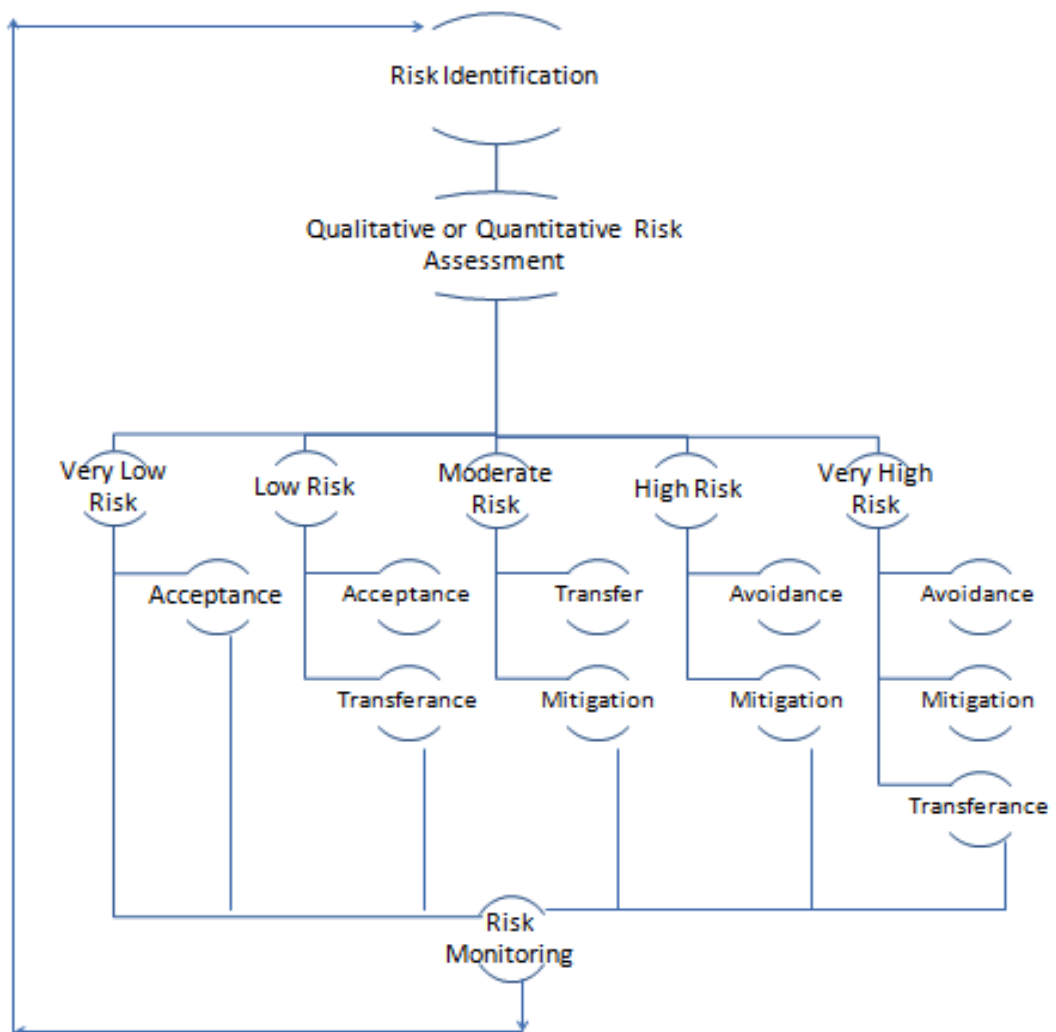 Risk Identification
Qualitative or Quantitative Risk
Assessment
Very Low
Risk
Low Risk
Moderate
Risk
High Risk
Very High
Risk
Acceptance
Acceptance
Transfer
Avoidance
Avoidance
Transferance
Mitigation
Mitigation
Mitigation
Transferance
Risk
Monitoring